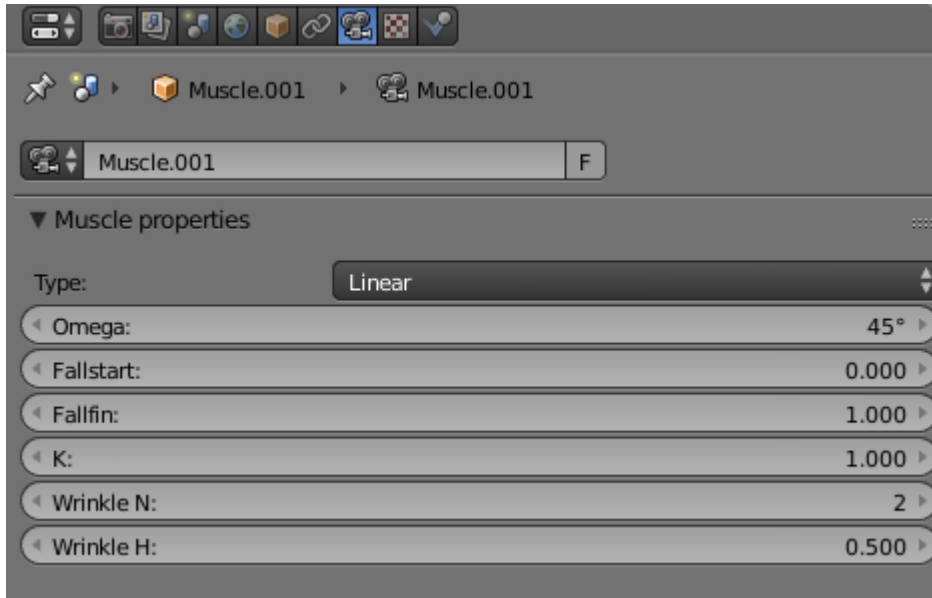 Muscle.001 Muscle.001
Muscle.001 F
Muscle properties
Type: Linear
Omega: 45°
Fallstart: 0.000
Fallfin: 1.000
K: 1.000
Wrinkle N: 2
Wrinkle H: 0.500